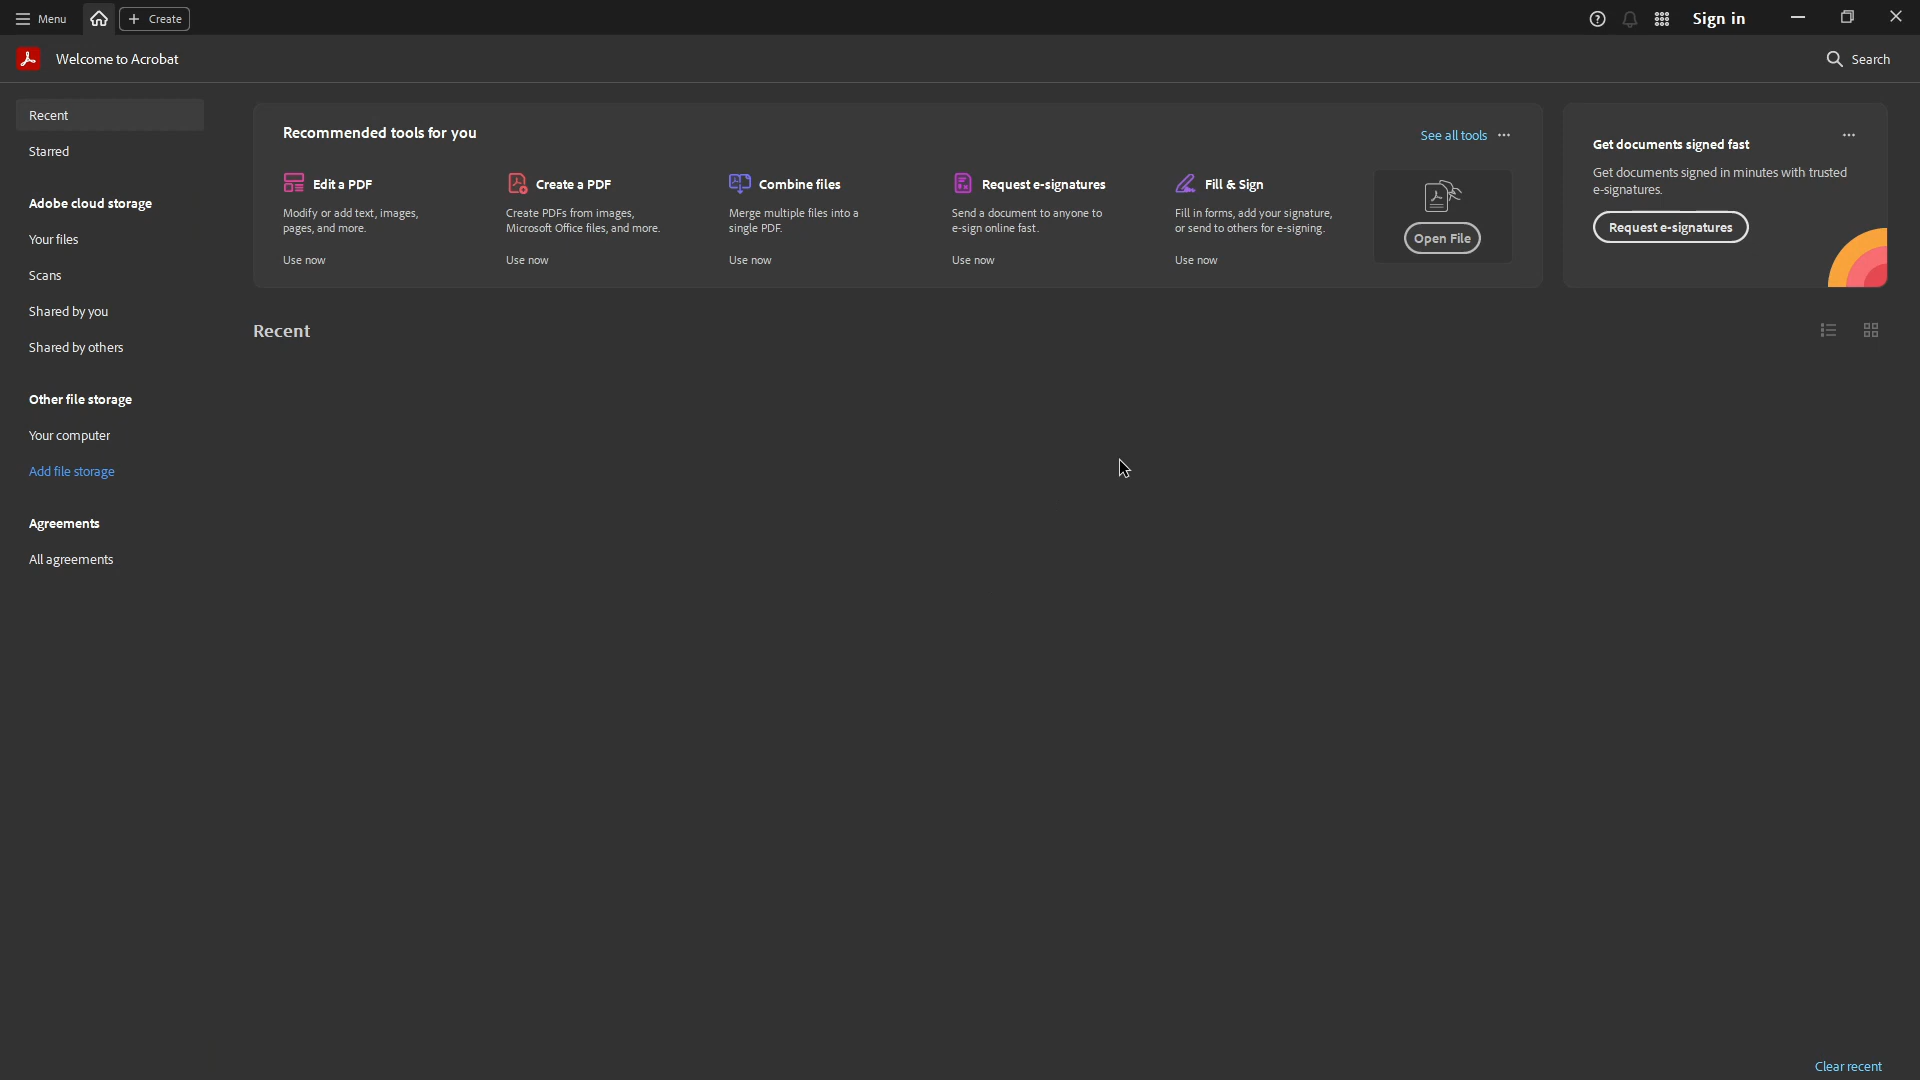 Menu
Create
Sign in
Welcome to Acrobat
Search
Recent
Starred
Adobe cloud storage
Your files
Scans
Shared by you
Shared by others
Other file storage
Your computer
Add file storage
Agreements
All agreements
Recommended tools for you
See all tools
Edit a PDF
Modify or add text, images,
pages, and more.
Use now
Create a PDF
Create PDFs from images,
Microsoft Office files, and more.
Use now
Combine files
Merge multiple files into a
single PDF.
Use now
Request e-signatures
Send a document to anyone to
e-sign online fast.
Use now
Fill & Sign
Fill in forms, add your signature,
or send to others for e-signing.
Use now
Open File
Get documents signed fast
Get documents signed in minutes with trusted
e-signatures.
Request e-signatures
Recent
Clear recent